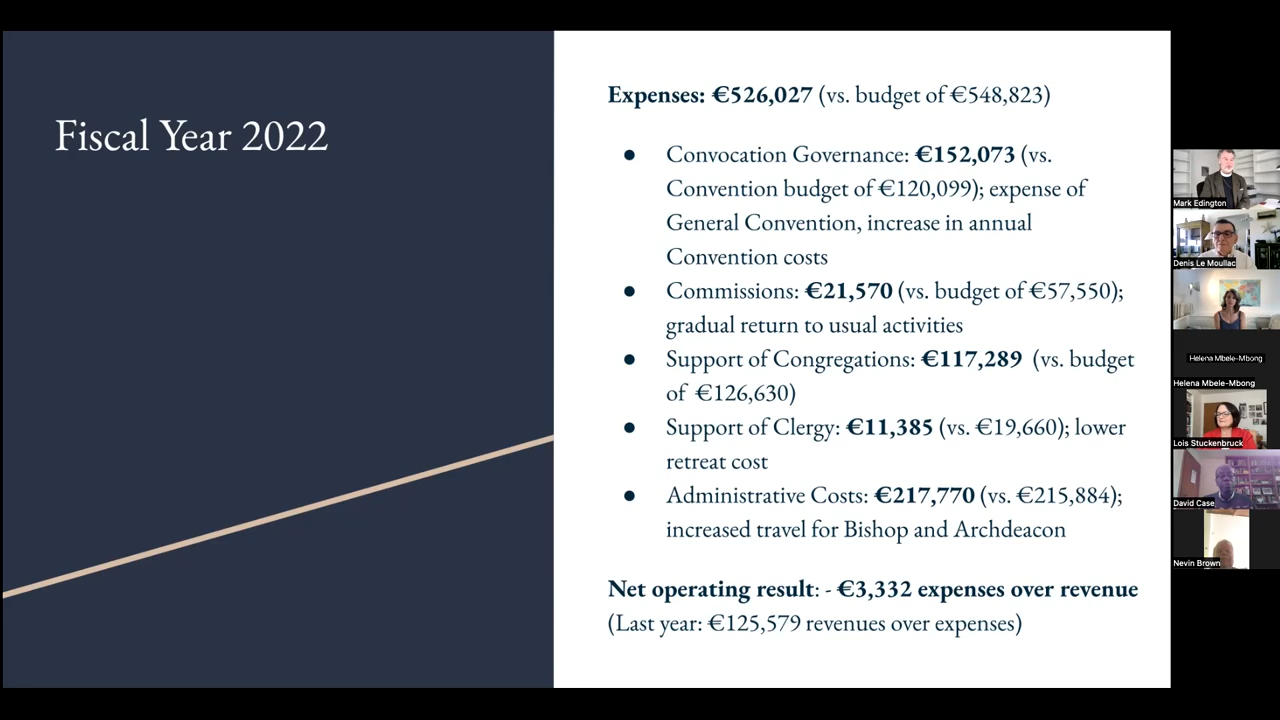 Fiscal Year 2022
Expenses: €526,027 (vs. budget of €548,823)
● Convocation Governance: €152,073 (vs.
Convention budget of €120,099); expense of
General Convention, increase in annual
Convention costs
● Commissions: €21,570 (vs. budget of €57,550);
gradual return to usual activities
● Support of Congregations: €117,289 (vs. budget
of €126,630)
● Support of Clergy: €11,385 (vs. €19,660); lower
retreat cost
● Administrative Costs: €217,770 (vs. €215,884);
increased travel for Bishop and Archdeacon
Net operating result: - €3,332 expenses over revenue
(Last year: €125,579 revenues over expenses)
Mark Edington
Denis Le Moullac
Helena Mbele-Mbong
Helena Mbele-Mbong
Lois Stuckenbruck
David Case
Nevin Brown